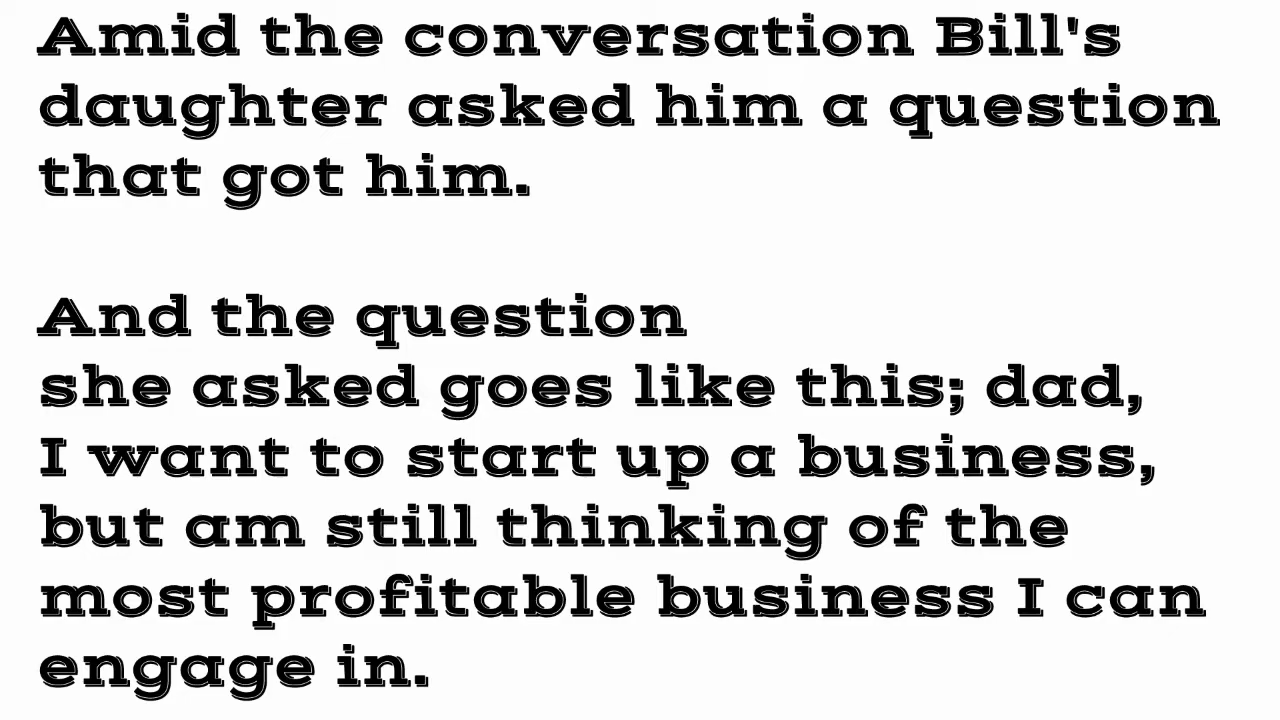 Amid the conversation Bill's
daughter asked him a question
that got him.
And the question
she asked goes like this; dad,
I want to start up a business,
but am still thinking of the
most profitable business I can
engage in.